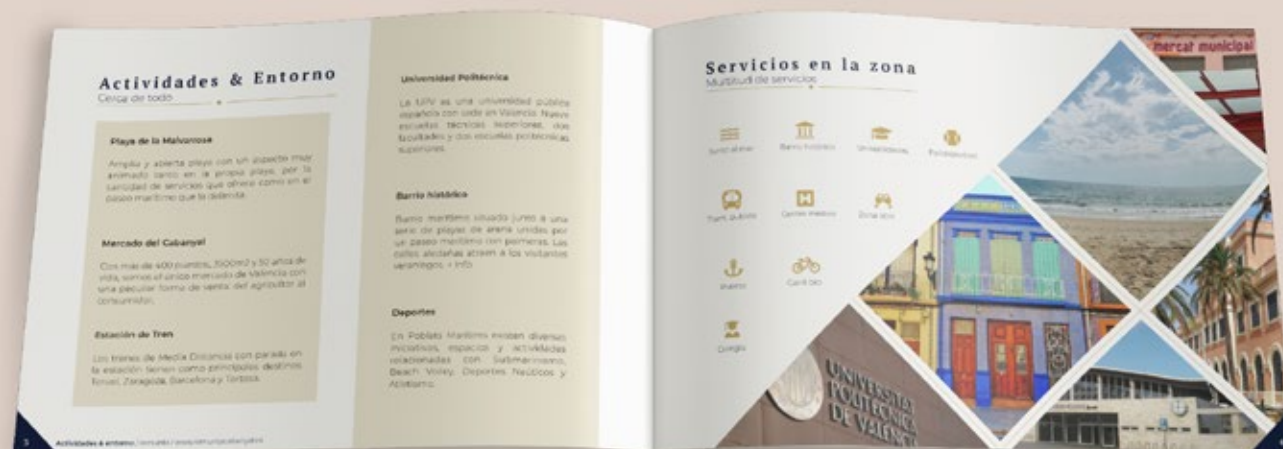 Actividades & Entorno
Cerca de todo
Playa de la Malvarrosa
Amplia y abierta playa con un aspecto muy
animado tanto en la propia playa, por la
cantidad de servicios que ofrece como en el
paseo marítimo que la delimita.
Mercado del Cabanyal
Con más de 400 puestos, 3500m2 y 50 años de
vida, somos el único mercado de Valencia con
una peculiar forma de venta: del agricultor al
consumidor.
Estación de Tren
Los trenes de Media Distancia con parada en
la estación tienen como principales destinos
Teruel, Zaragoza, Barcelona y Tortosa.
3
Actividades & entorno /
Universidad Politécnica
La UPV es una universidad pública
española con sede en Valencia. Nueve
escuelas técnicas superiores, dos
facultades y dos escuelas politécnicas
superiores.
Barrio histórico
Barrio marítimo situado junto a una
serie de playas de arena unidas por
un paseo marítimo con palmeras. Las
calles aledañas atraen a los visitantes
veraniegos. + info
Deportes
En Poblats Marítims existen diversas
iniciativas, espacios y actividades
relacionadas con Submarinismo,
Beach Volley, Deportes Naúticos y
Atletismo.
Servicios en la zona
Multitud de servicios
Junto al mar
Barrio histórico
Universidades
Polideportivo
Trans. público
Centro médico
Zona ocio
Puerto
Carril bici
Colegio
mercat municipal
UNIVERSITAT
POLITÈCNICA
DE VALÈNCIA